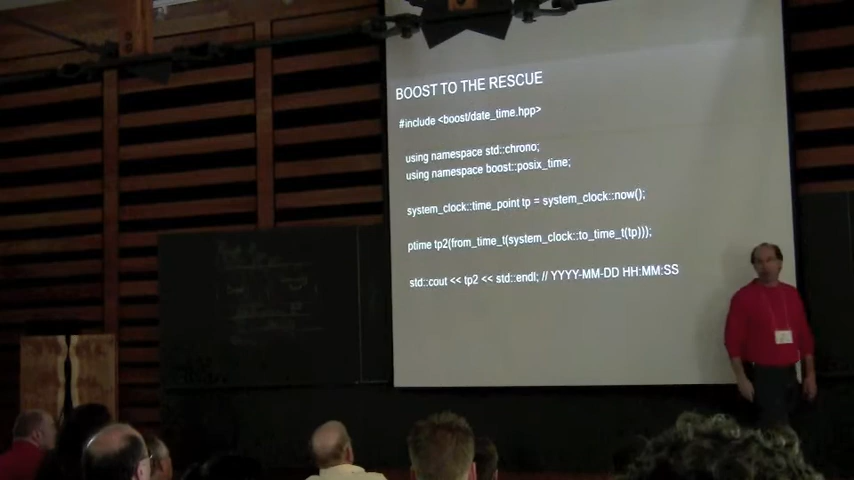 BOOST TO THE RESCUE
#include <boost/date_time.hpp>
using namespace std::chrono;
using namespace boost::posix_time;
system_clock::time_point tp = system_clock::now();
ptime tp2(from_time_t(system_clock::to_time_t(tp)));
std::cout << tp2 << std::endl; // YYYY-MM-DD HH:MM:SS